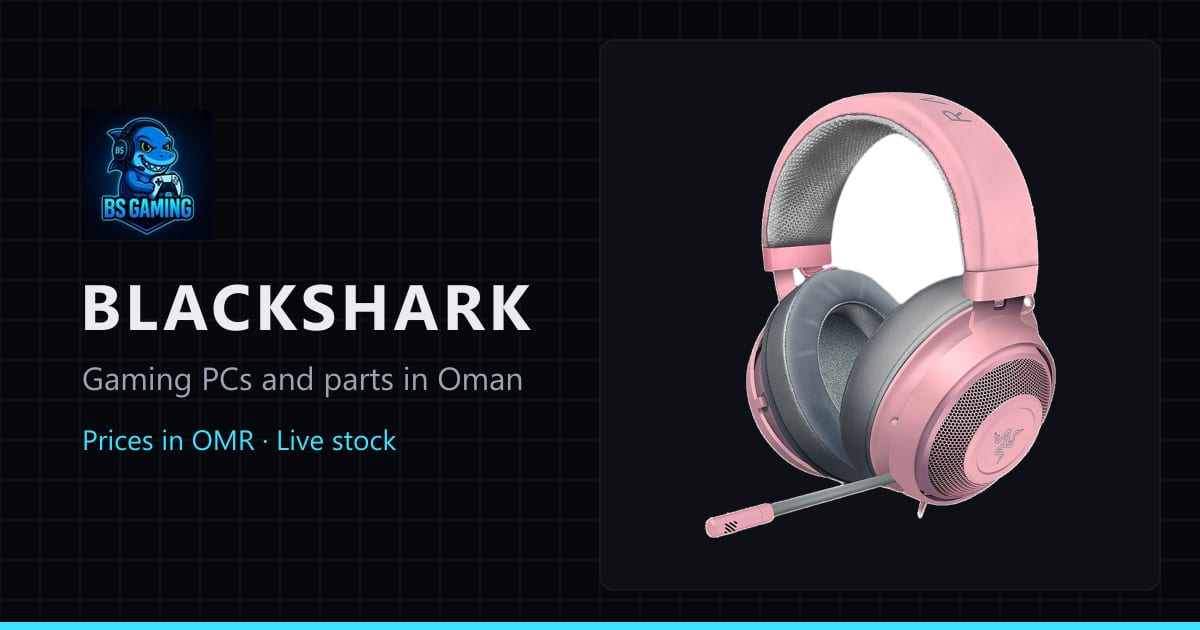 BS
BS GAMING
BLACKSHARK
Gaming PCs and parts in Oman
Prices in OMR · Live stock